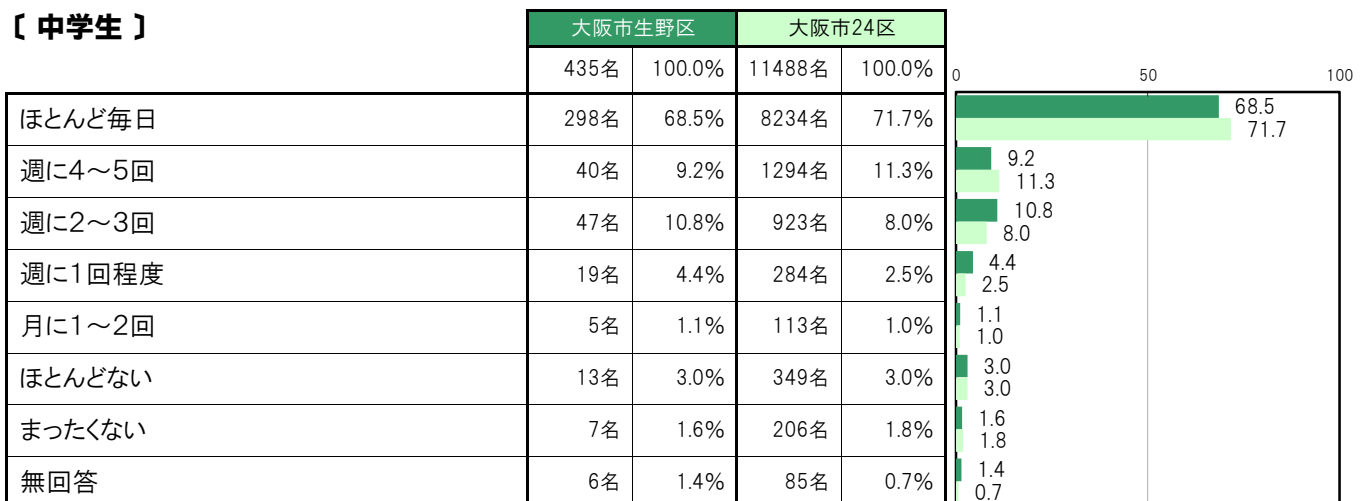 〔 中学生 〕
大阪市生野区 大阪市24区
435名 100.0% 11488名 100.0%
0 50 100
ほとんど毎日 298名 68.5% 8234名 71.7% 68.5
71.7
週に4～5回 40名 9.2% 1294名 11.3% 9.2
11.3
週に2～3回 47名 10.8% 923名 8.0% 10.8
8.0
週に1回程度 19名 4.4% 284名 2.5% 4.4
2.5
月に1～2回 5名 1.1% 113名 1.0% 1.1
1.0
ほとんどない 13名 3.0% 349名 3.0% 3.0
3.0
まったくない 7名 1.6% 206名 1.8% 1.6
1.8
無回答 6名 1.4% 85名 0.7% 1.4
0.7